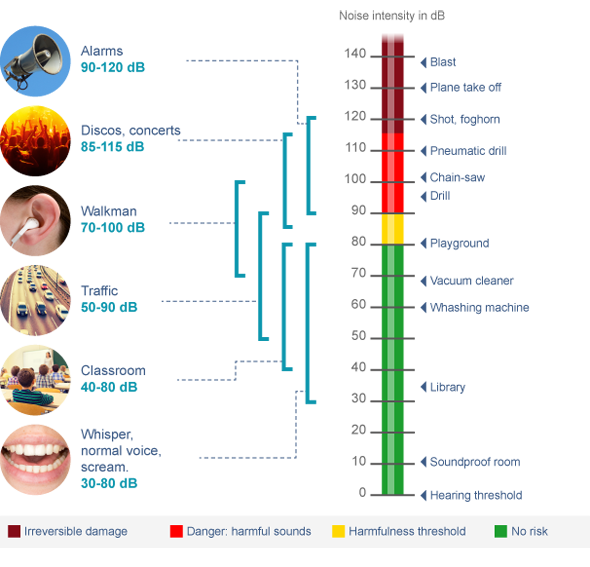 Noise intensity in dB
Alarms
90-120 dB
Discos, concerts
85-115 dB
Walkman
70-100 dB
Traffic
50-90 dB
Classroom
40-80 dB
Whisper,
normal voice,
scream.
30-80 dB
140
130
120
110
100
90
80
70
60
50
40
30
20
10
0
Blast
Plane take off
Shot, foghorn
Pneumatic drill
Chain-saw
Drill
Playground
Vacuum cleaner
Whashing machine
Library
Soundproof room
Hearing threshold
Irreversible damage
Danger: harmful sounds
Harmfulness threshold
No risk